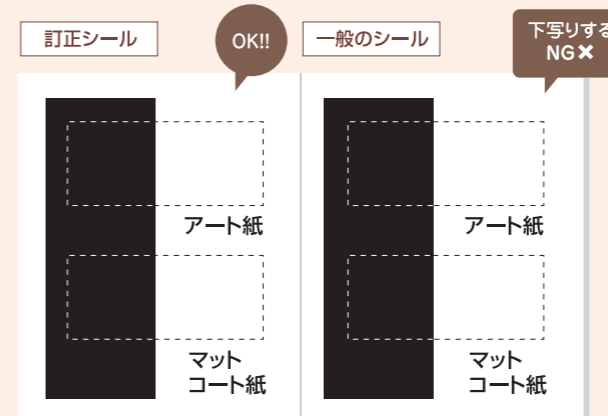 訂正シール
OK!!
一般のシール
下写りする
NG✖
アート紙
マット
コート紙
アート紙
マット
コート紙